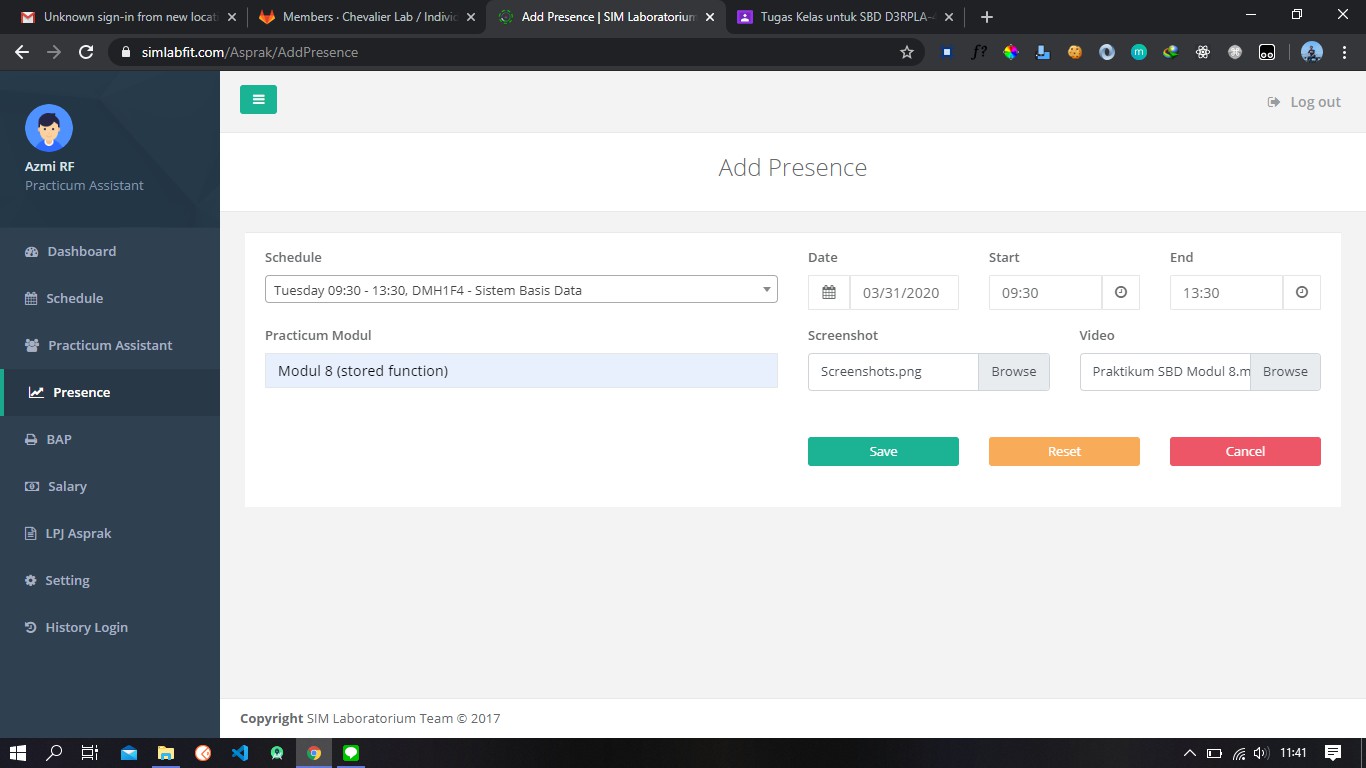 Unknown sign-in from new locat
Members · Chevalier Lab / Indivic
Add Presence | SIM Laboratorium
Tugas Kelas untuk SBD D3RPLA-4
simlabfit.com/Asprak/AddPresence
f?
m
Log out
Azmi RF
Practicum Assistant
Dashboard
Schedule
Practicum Assistant
Presence
BAP
Salary
LPJ Asprak
Setting
History Login
Add Presence
Schedule
Date
Start
End
Tuesday 09:30 - 13:30, DMH1F4 - Sistem Basis Data
03/31/2020
09:30
13:30
Practicum Modul
Screenshot
Video
Modul 8 (stored function)
Screenshots.png
Browse
Praktikum SBD Modul 8.m
Browse
Save
Reset
Cancel
Copyright SIM Laboratorium Team © 2017
11:41